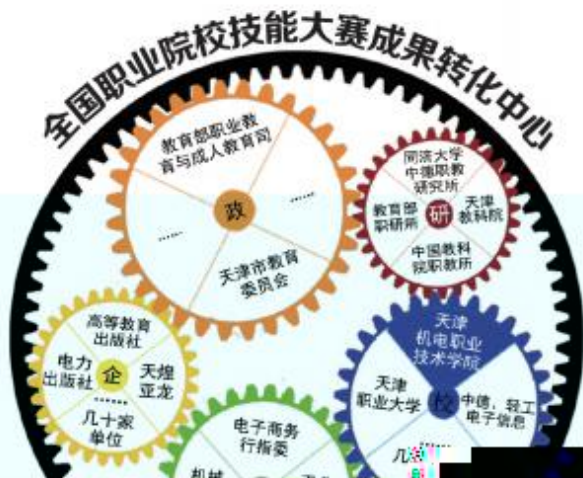 全国职业院校技能大赛成果转化中心
教育部职业教
育与成人教育司
……
政
……
天津市教育
委员会
同济大学
中德职教
研究所
教育部
职研所
研
天津
教科院
中国教科
院职教所
高等教育
出版社
电力
出版社
企
天煌
亚龙
……
几十家
单位
天津
机电职业
技术学院
天津
职业大学
校
中德，轻工
电子信息
……
电子商务
行指委
机械